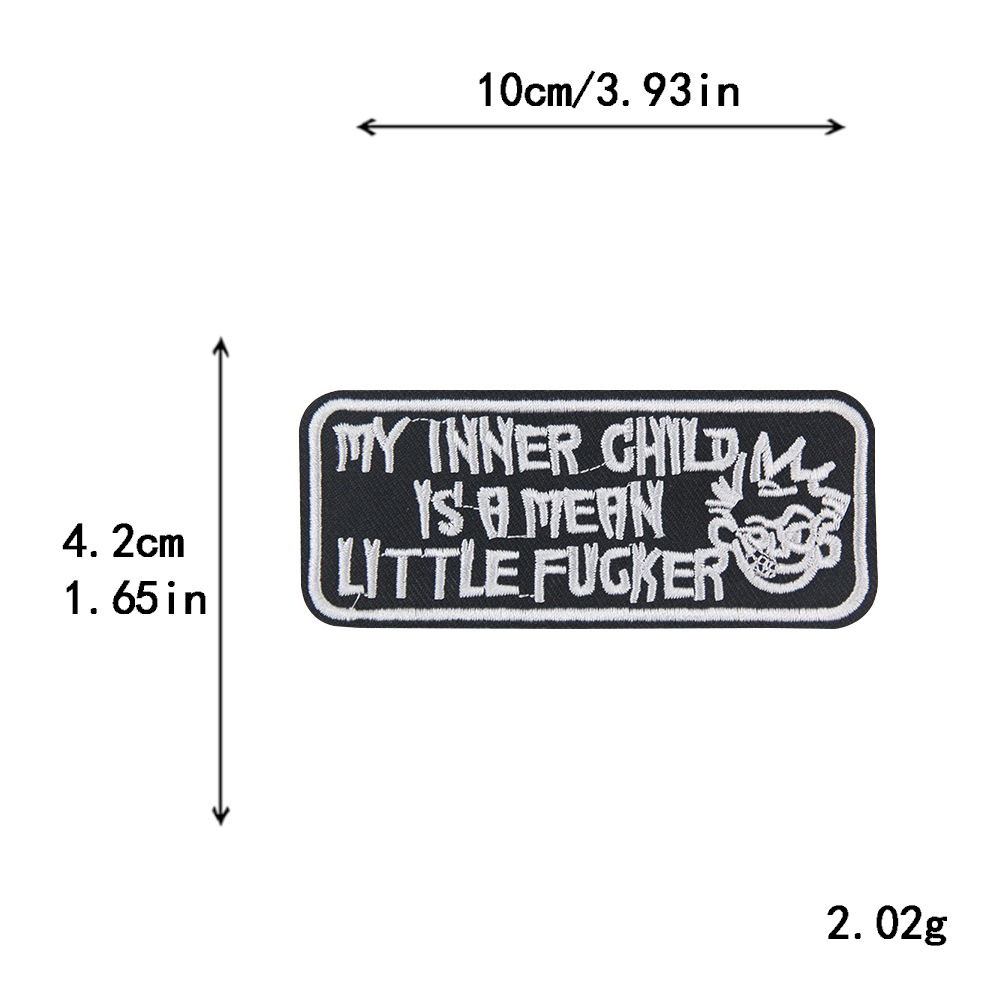 10cm/3.93in
4.2cm
1.65in
MY INNER CHILD
IS A MEAN
LITTLE FUCKER
2.02g